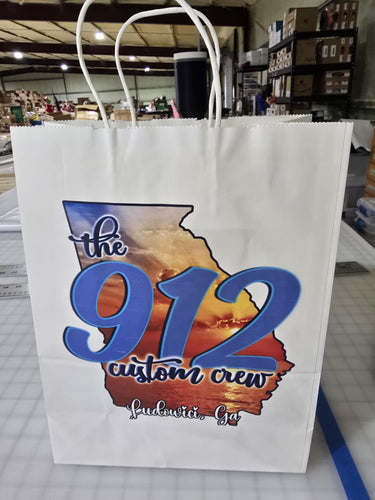 the
912
custom crew
Ludowici, Ga